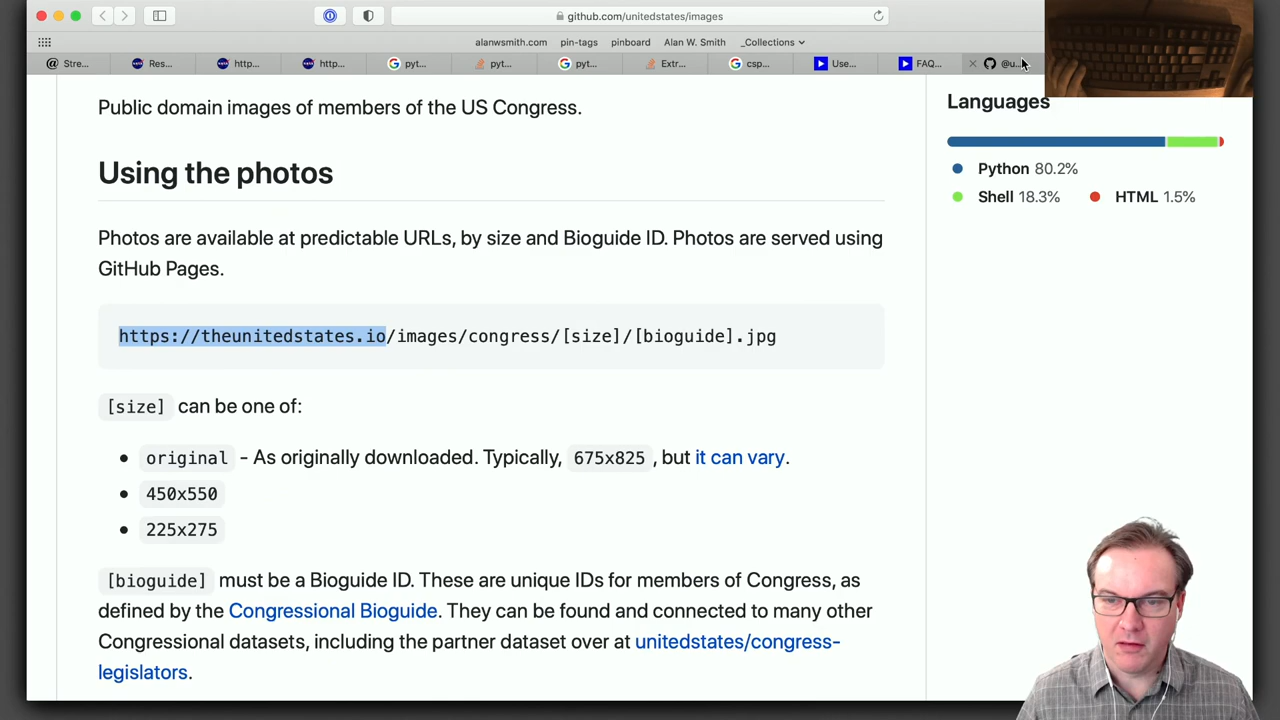 github.com/unitedstates/images
alanwsmith.com pin-tags pinboard Alan W. Smith _Collections
Stre... Res... http... http... pyt... pyt... pyt... Extr... csp... Use... FAQ... @u...
Public domain images of members of the US Congress.
Using the photos
Photos are available at predictable URLs, by size and Bioguide ID. Photos are served using
GitHub Pages.
https://theunitedstates.io/images/congress/[size]/[bioguide].jpg
[size] can be one of:
original - As originally downloaded. Typically, 675x825 , but it can vary.
450x550
225x275
[bioguide] must be a Bioguide ID. These are unique IDs for members of Congress, as
defined by the Congressional Bioguide. They can be found and connected to many other
Congressional datasets, including the partner dataset over at unitedstates/congress-
legislators.
Languages
Python 80.2%
Shell 18.3% HTML 1.5%